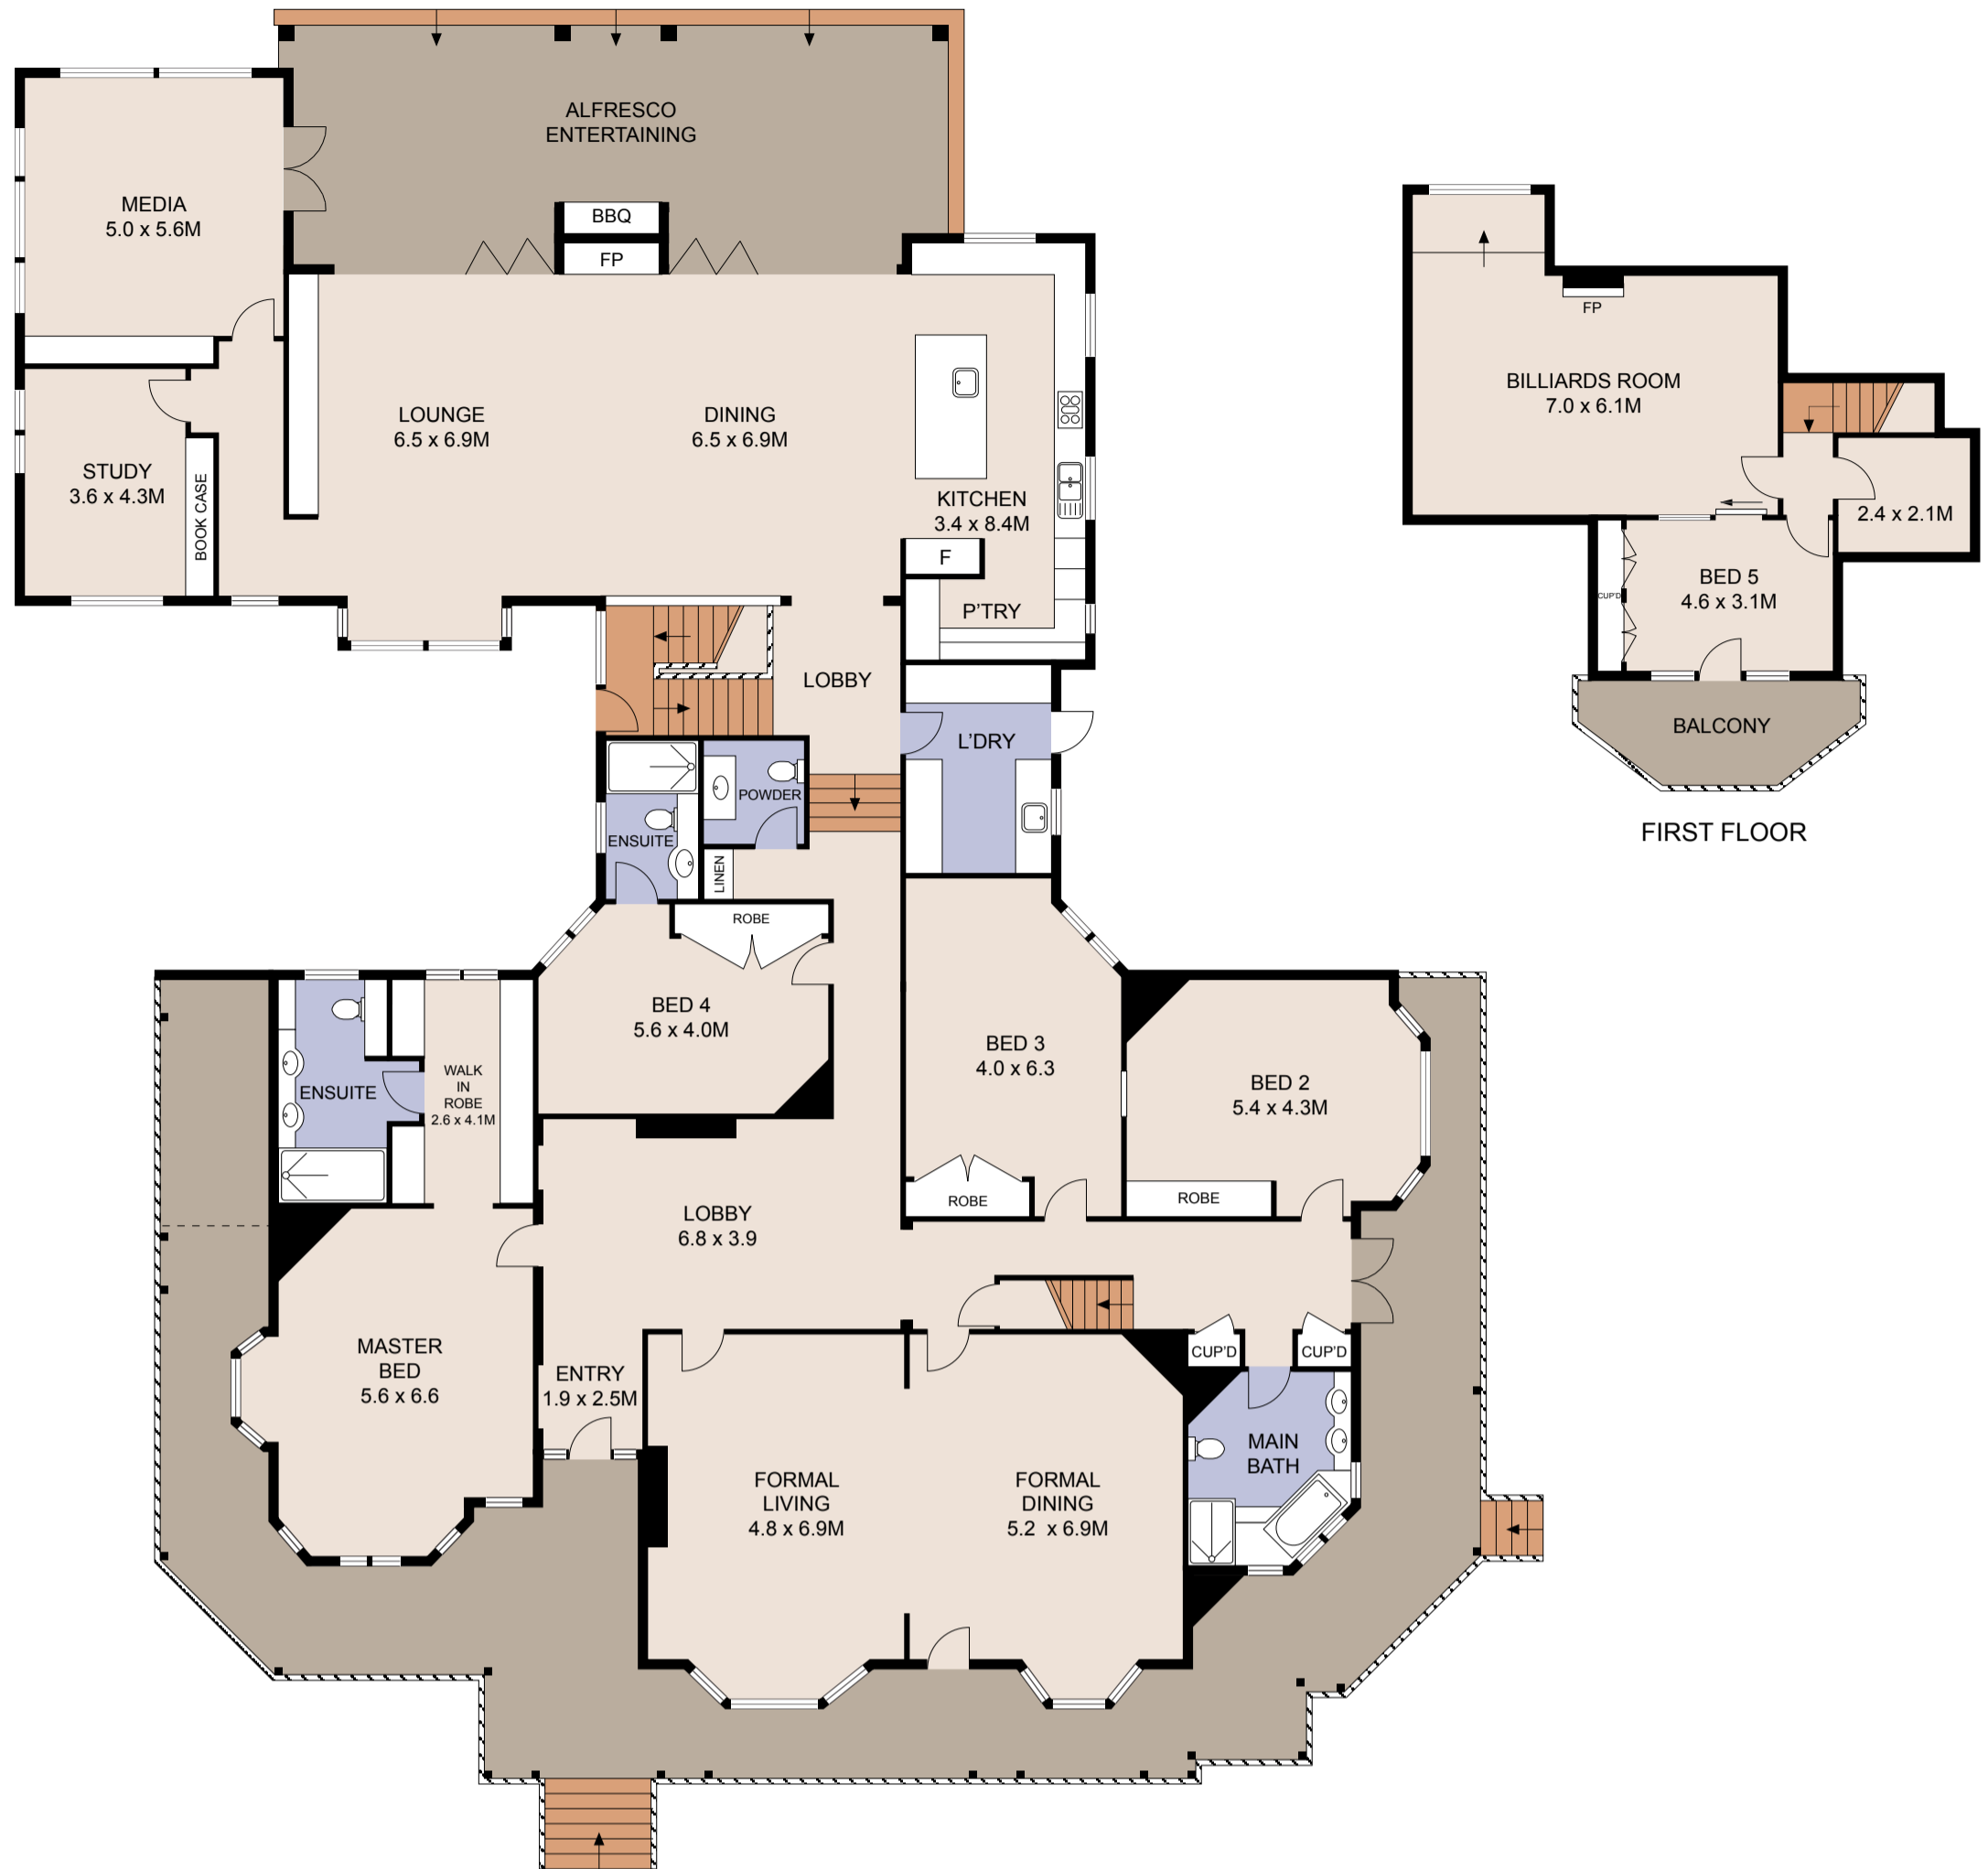 ALFRESCO
ENTERTAINING
BBQ
FP
MEDIA
5.0 x 5.6M
LOUNGE
6.5 x 6.9M
DINING
6.5 x 6.9M
STUDY
3.6 x 4.3M
BOOK CASE
KITCHEN
3.4 x 8.4M
F
P'TRY
LOBBY
L'DRY
POWDER
ENSUITE
LINEN
ROBE
BED 4
5.6 x 4.0M
BED 3
4.0 x 6.3
BED 2
5.4 x 4.3M
ENSUITE
WALK
IN
ROBE
2.6 x 4.1M
ROBE
ROBE
LOBBY
6.8 x 3.9
MASTER
BED
5.6 x 6.6
ENTRY
1.9 x 2.5M
CUP'D
CUP'D
FORMAL
LIVING
4.8 x 6.9M
FORMAL
DINING
5.2 x 6.9M
MAIN
BATH
FP
BILLIARDS ROOM
7.0 x 6.1M
2.4 x 2.1M
BED 5
4.6 x 3.1M
CUP'D
BALCONY
FIRST FLOOR